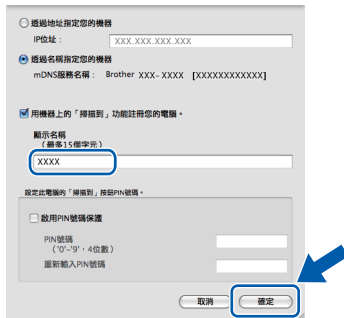 透過地址指定您的機器
IP位址： XXX.XXX.XXX.XXX
透過名稱指定您的機器
mDNS服務名稱： Brother XXX-XXXX [XXXXXXXXXXXX]
用機器上的「掃描到」功能註冊您的電腦。
顯示名稱
（最多15個字元）
XXXX
設定此電腦的「掃描到」按鈕PIN號碼。
啟用PIN號碼保護
PIN號碼
（'0'-'9'，4位數）
重新輸入PIN號碼
取消 確定